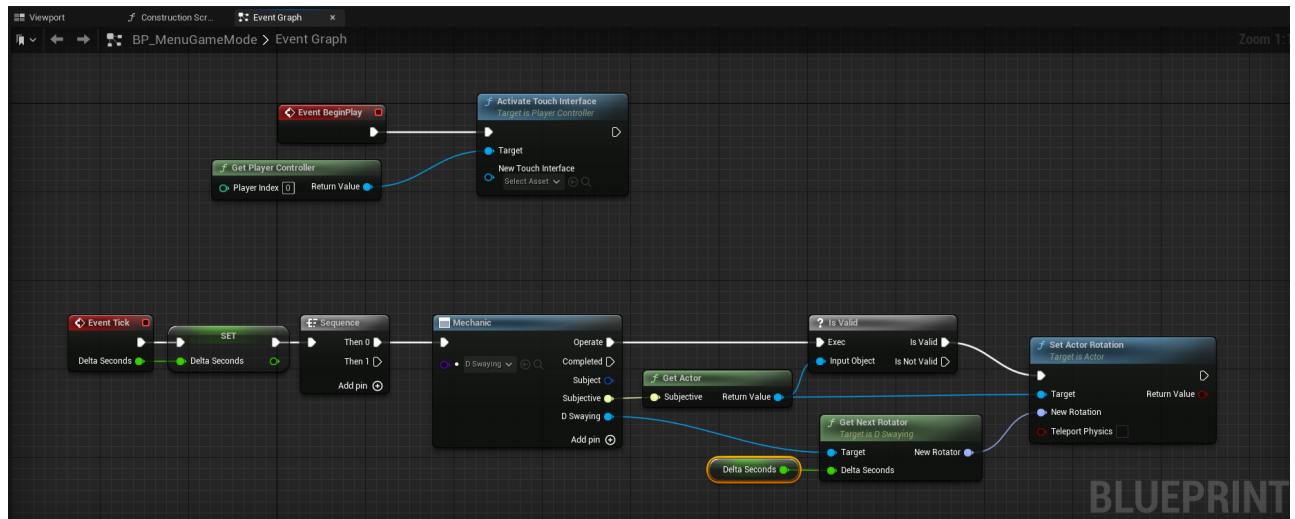 Viewport
Construction Scr...
Event Graph
BP_MenuGameMode > Event Graph
Zoom 1:1
Event BeginPlay
Activate Touch Interface
Target is Player Controller
Target
New Touch Interface
Select Asset
Get Player Controller
Player Index 0 Return Value
Event Tick
Delta Seconds
SET
Delta Seconds
Sequence
Then 0
Then 1
Add pin
Mechanic
Operate
D Swaying
Completed
Subject
Subjective
D Swaying
Add pin
Get Actor
Subjective Return Value
Is Valid
Exec Is Valid
Input Object Is Not Valid
Set Actor Rotation
Target is Actor
Target Return Value
New Rotation
Teleport Physics
Get Next Rotator
Target is D Swaying
Target New Rotator
Delta Seconds
Delta Seconds
BLUEPRINT